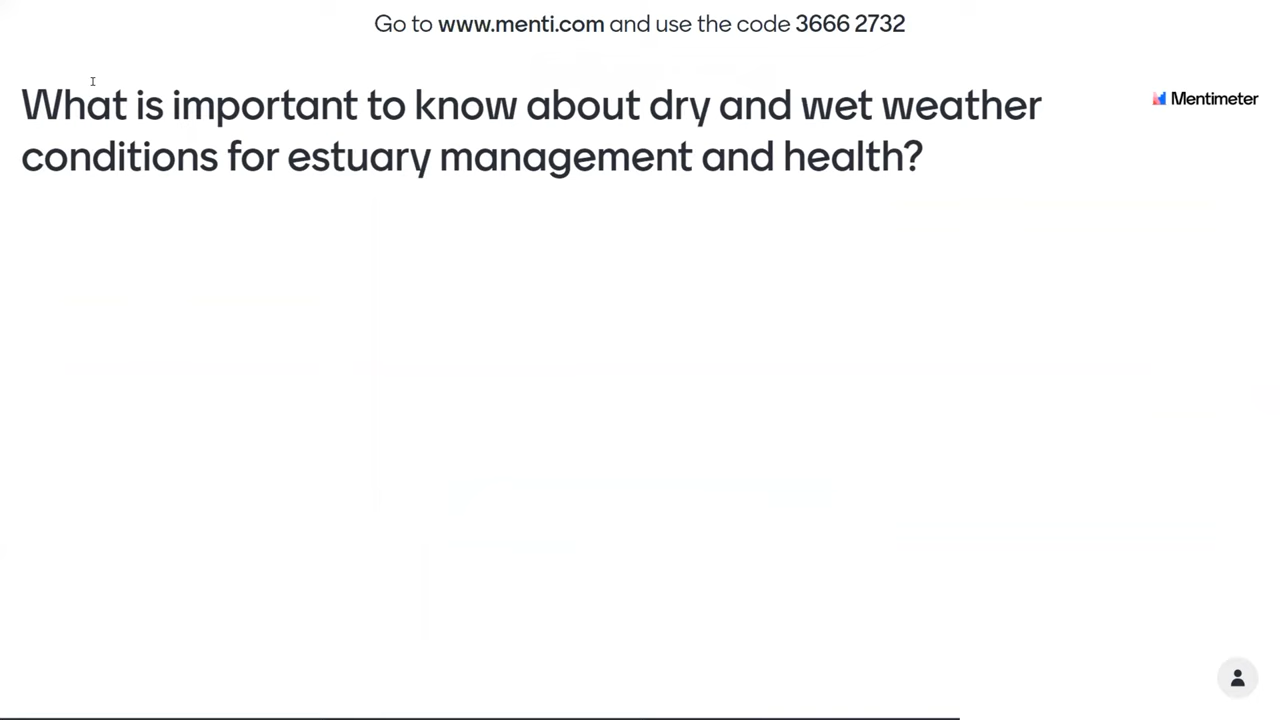 Go to www.menti.com and use the code 3666 2732
What is important to know about dry and wet weather
conditions for estuary management and health?
Mentimeter